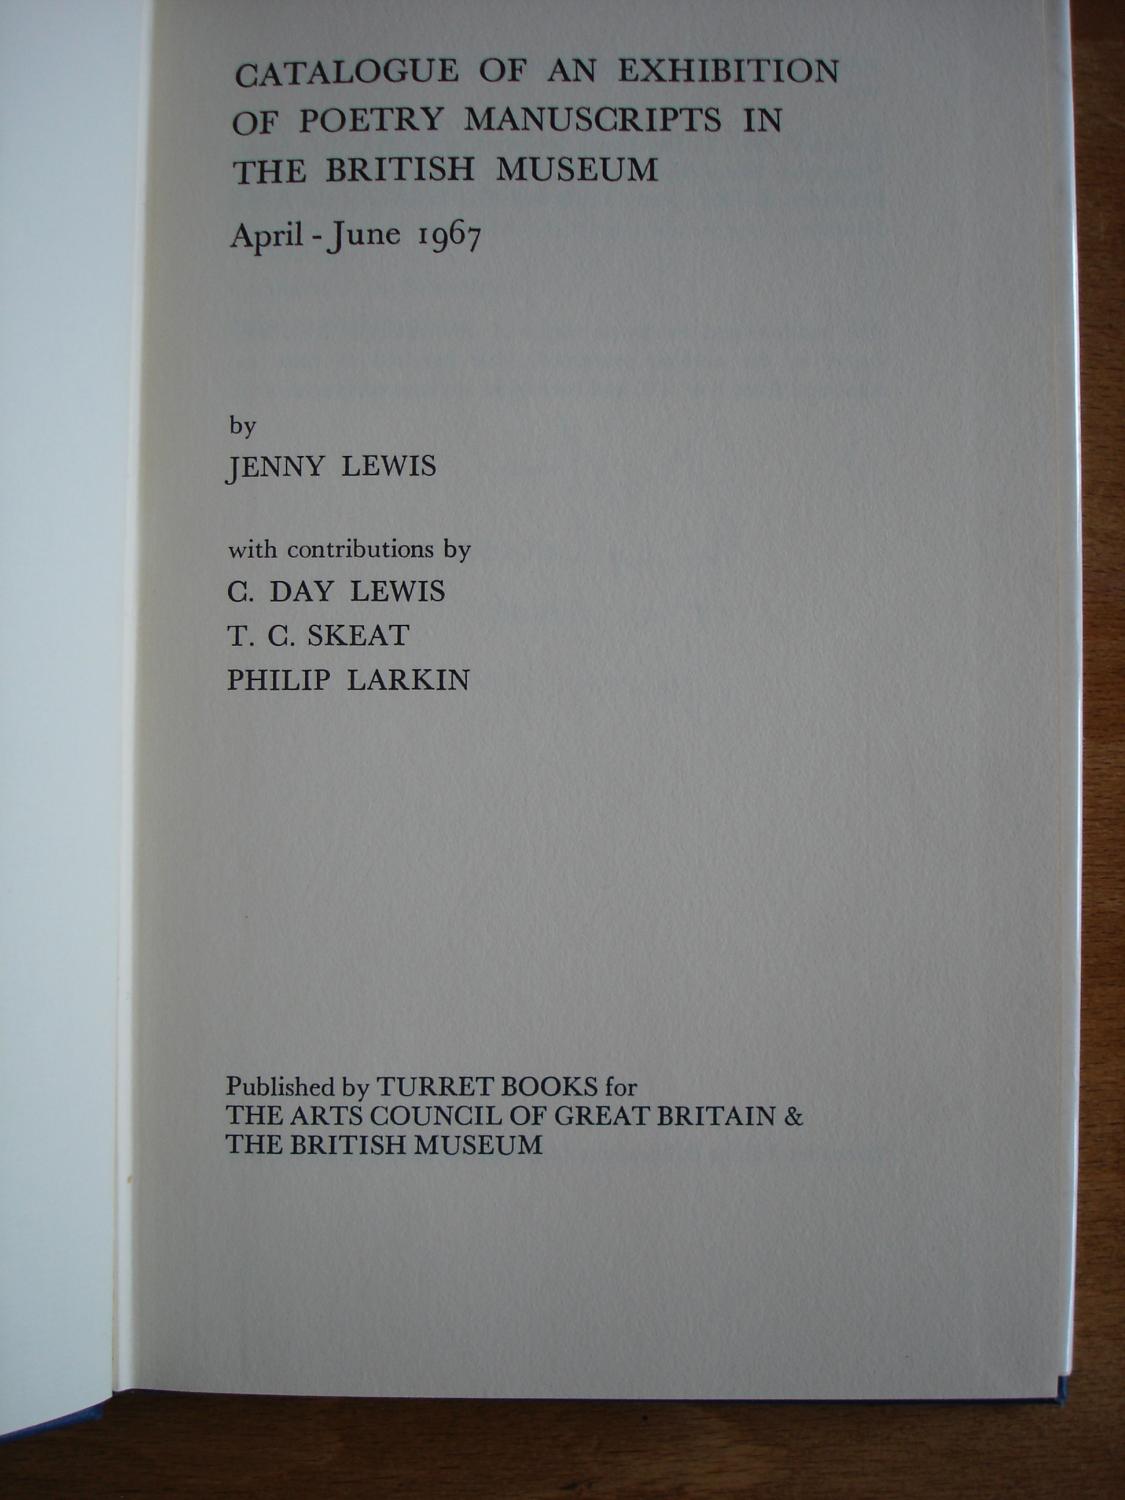 CATALOGUE OF AN EXHIBITION
OF POETRY MANUSCRIPTS IN
THE BRITISH MUSEUM
April - June 1967
by
JENNY LEWIS
with contributions by
C. DAY LEWIS
T. C. SKEAT
PHILIP LARKIN
Published by TURRET BOOKS for
THE ARTS COUNCIL OF GREAT BRITAIN &
THE BRITISH MUSEUM